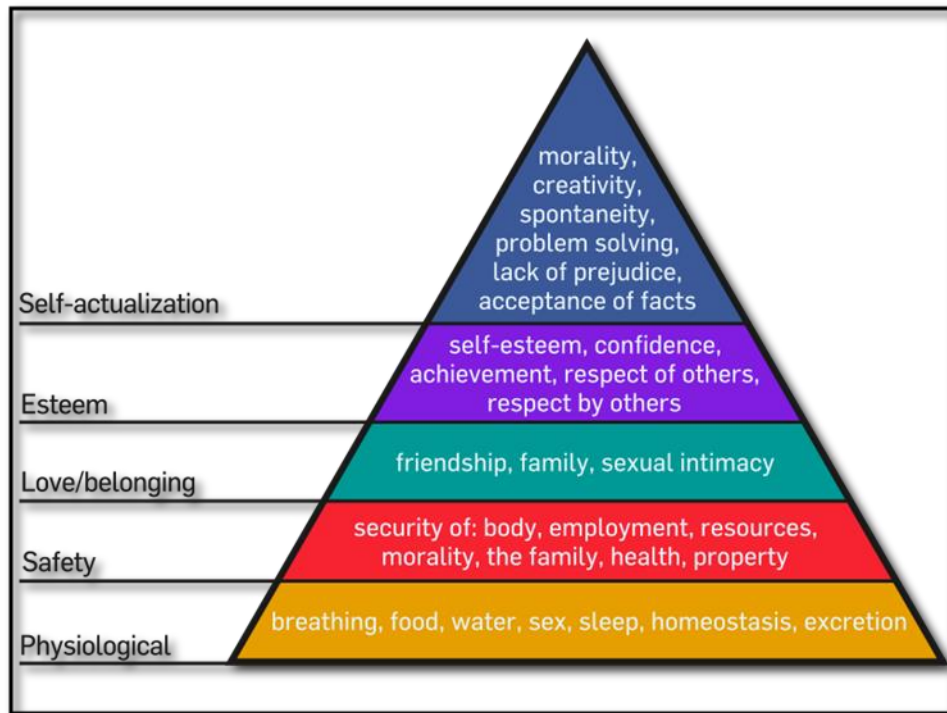 morality,
creativity,
spontaneity,
problem solving,
lack of prejudice,
acceptance of facts
Self-actualization
self-esteem, confidence,
achievement, respect of others,
respect by others
Esteem
friendship, family, sexual intimacy
Love/belonging
security of: body, employment, resources,
morality, the family, health, property
Safety
breathing, food, water, sex, sleep, homeostasis, excretion
Physiological